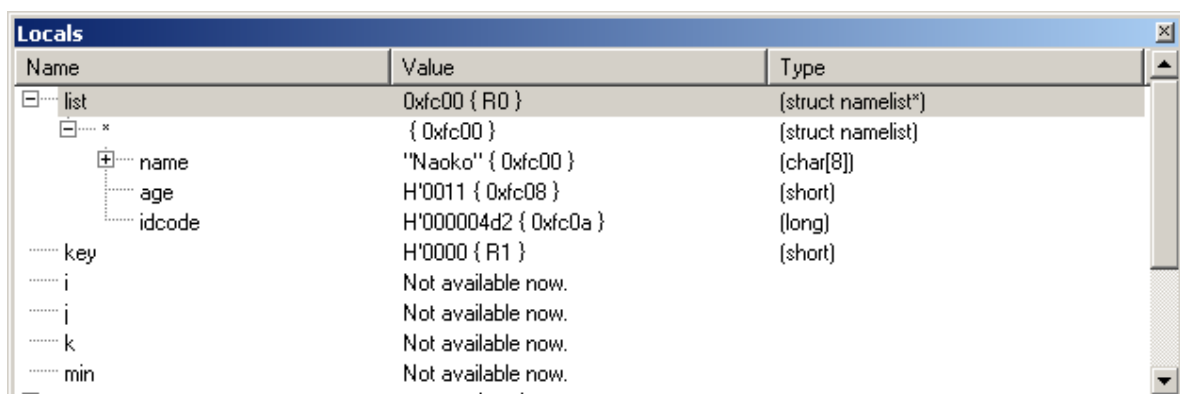 Locals
Name Value Type
list 0xfc00 { R0 } (struct namelist*)
* { 0xfc00 } (struct namelist)
name "Naoko" { 0xfc00 } (char[8])
age H'0011 { 0xfc08 } (short)
idcode H'000004d2 { 0xfc0a } (long)
key H'0000 { R1 } (short)
i Not available now.
j Not available now.
k Not available now.
min Not available now.